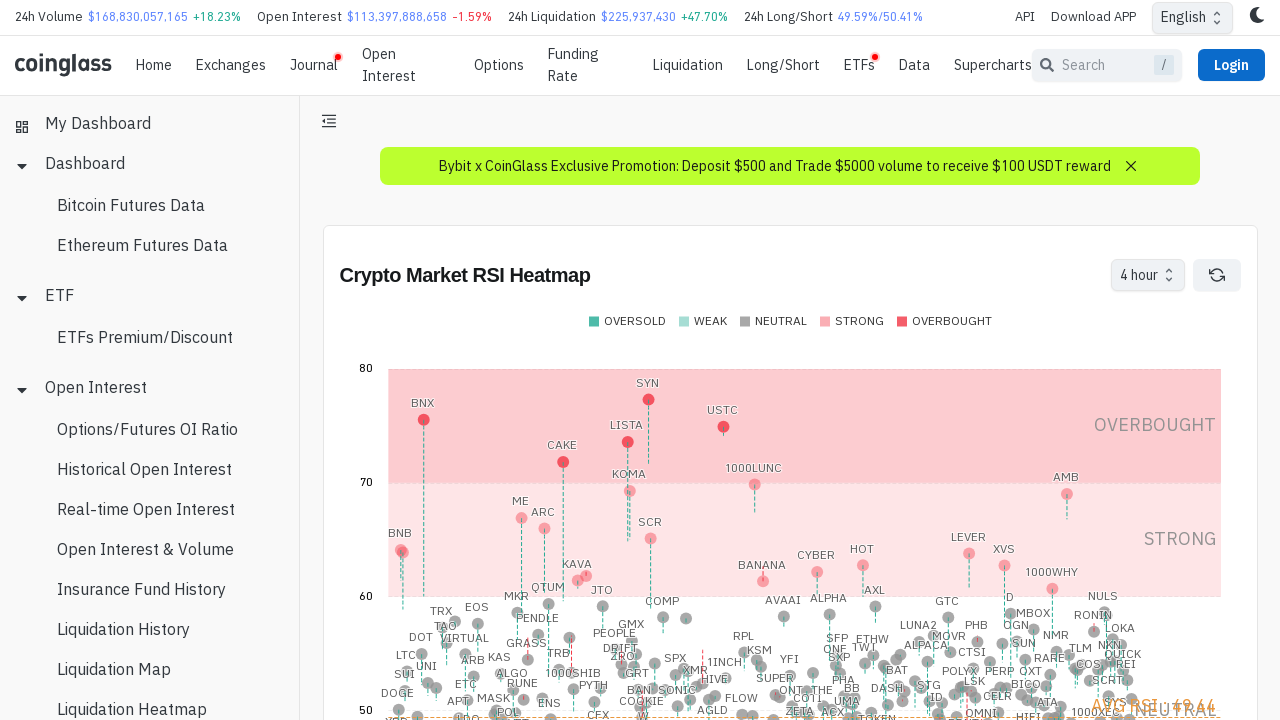 24h Volume $168,830,057,165 +18.23% Open Interest $113,397,888,658 -1.59% 24h Liquidation $225,937,430 +47.70% 24h Long/Short 49.59%/50.41% API Download APP English
coinglass Home Exchanges Journal Open Interest Options Funding Rate Liquidation Long/Short ETFs Data Supercharts Search / Login
My Dashboard
Dashboard
Bitcoin Futures Data
Ethereum Futures Data
ETF
ETFs Premium/Discount
Open Interest
Options/Futures OI Ratio
Historical Open Interest
Real-time Open Interest
Open Interest & Volume
Insurance Fund History
Liquidation History
Liquidation Map
Liquidation Heatmap
Bybit x CoinGlass Exclusive Promotion: Deposit $500 and Trade $5000 volume to receive $100 USDT reward
Crypto Market RSI Heatmap
4 hour
OVERSOLD WEAK NEUTRAL STRONG OVERBOUGHT
80
SYN
BNX
USTC
LISTA
OVERBOUGHT
CAKE
1000LUNC
KOMA
AMB
70
ME
ARC
SCR
BNB
LEVER
STRONG
XVS
HOT
CYBER
KAVA
BANANA
1000WHY
QTUM
JTO
AXL
60
MKR
COMP
AVAAI
ALPHA
GTC
D
NULS
TRX
EOS
MBOX
RONIN
PENDLE
TAO
GMX
LUNA2
PHB
OGN
LOKA
DOT
VIRTUAL
GRASS
PEOPLE
RPL
SFP
ETHW
MOVR
NMR
ALPACA
SUN
NKN
TRB
DRIFT
KSM
ONE
TWT
CTSI
TLM
LTC
UNI
ARB
KAS
ZRO
SPX
1INCH
YFI
SXP
RARE
QUICK
COS
REI
SUI
ALGO
1000SHIB
GRT
XMR
HIVE
SUPER
PHA
BAT
POLYX
PERP
QXT
SCRT
ETC
RUNE
PYTH
BAN
SONIC
ONT
THE
BB
DASH
STG
LSK
BICO
DOGE
APT
MASK
ENS
COOKIE
FLOW
COTI
UMA
ID
CELR
ATA
AVG RSI: 49.44
50
POL
CFX
W
AGLD
ZETA
ACX
TOKEN
OMNI
HIFI
NEUTRAL